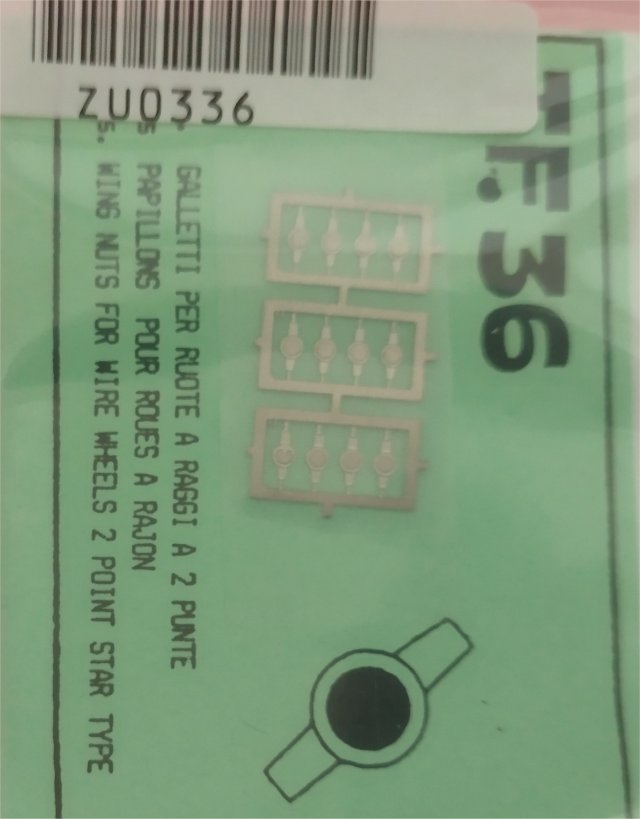 ZU0336
T.F. 36
GALLETTI PER RUOTE A RAGGI A 2 PUNTE
PAPILLONS POUR ROUES A RAJON
WING NUTS FOR WIRE WHEELS 2 POINT STAR TYPE